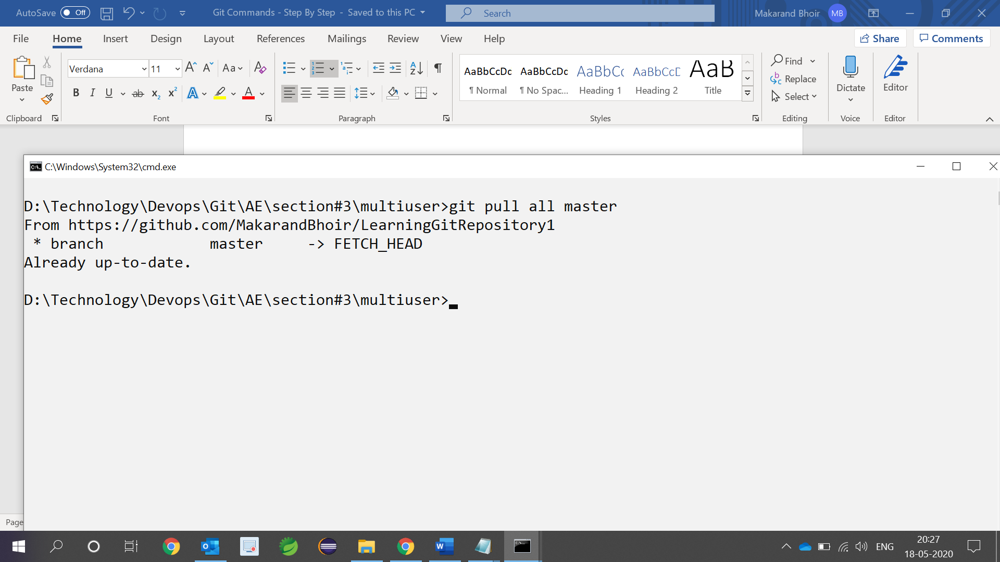 AutoSave Off Git Commands - Step By Step - Saved to this PC Search Makarand Bhoir MB
File Home Insert Design Layout References Mailings Review View Help Share Comments
Paste Verdana 11 Aa AaBbCcDc AaBbCcDc AaBbCc AaBbCcD AaB Find Replace Select Dictate Editor
B I U ab x₂ x² A A ¶ Normal ¶ No Spac... Heading 1 Heading 2 Title
Clipboard Font Paragraph Styles Editing Voice Editor
C:\Windows\System32\cmd.exe
D:\Technology\Devops\Git\AE\section#3\multiuser>git pull all master
From https://github.com/MakarandBhoir/LearningGitRepository1
 * branch            master     -> FETCH_HEAD
Already up-to-date.
D:\Technology\Devops\Git\AE\section#3\multiuser>
Page
ENG 20:27
18-05-2020